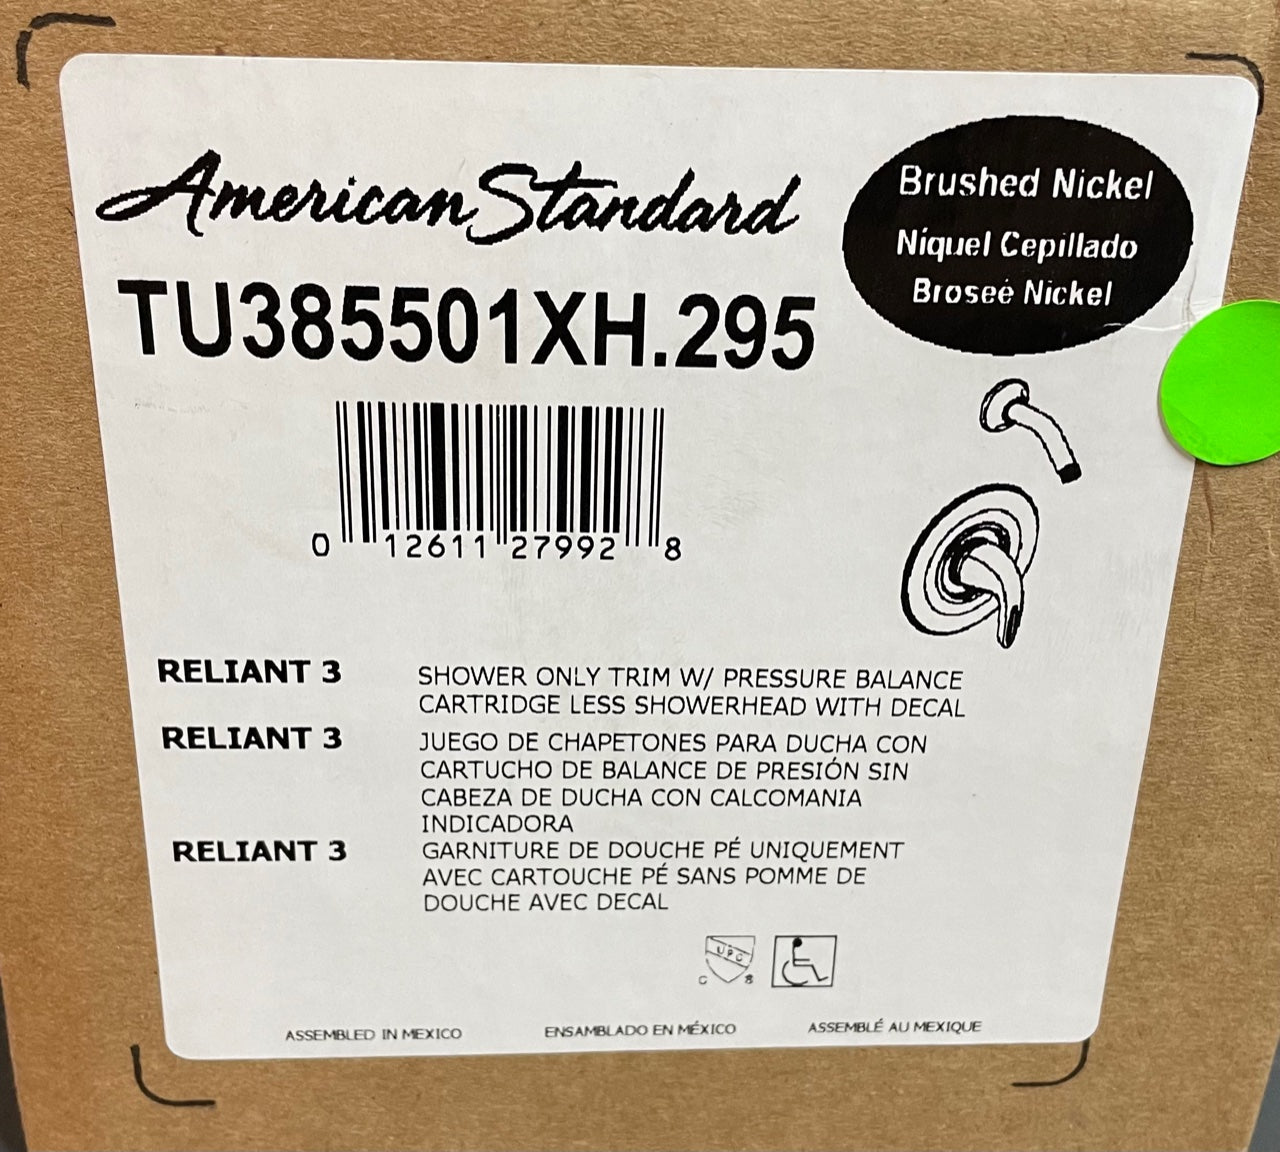 American Standard
Brushed Nickel
Níquel Cepillado
Broseé Nickel
TU385501XH.295
0 12611 27992 8
RELIANT 3 SHOWER ONLY TRIM W/ PRESSURE BALANCE
CARTRIDGE LESS SHOWERHEAD WITH DECAL
RELIANT 3 JUEGO DE CHAPETONES PARA DUCHA CON
CARTUCHO DE BALANCE DE PRESIÓN SIN
CABEZA DE DUCHA CON CALCOMANIA
INDICADORA
RELIANT 3 GARNITURE DE DOUCHE PÉ UNIQUEMENT
AVEC CARTOUCHE PÉ SANS POMME DE
DOUCHE AVEC DECAL
UPC
ASSEMBLED IN MEXICO ENSAMBLADO EN MÉXICO ASSEMBLÉ AU MEXIQUE